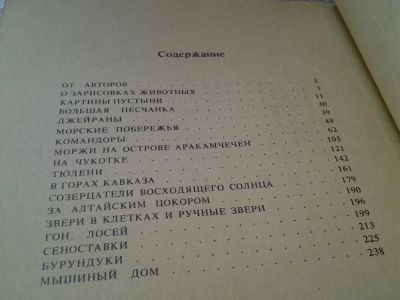 Содержание
ОТ АВТОРОВ . . . 5
О ЗАРИСОВКАХ ЖИВОТНЫХ . . . 7
КАРТИНЫ ПУСТЫНИ . . . 11
БОЛЬШАЯ ПЕСЧАНКА . . . 30
ДЖЕЙРАНЫ . . . 39
МОРСКИЕ ПОБЕРЕЖЬЯ . . . 49
КОМАНДОРЫ . . . 62
МОРЖИ НА ОСТРОВЕ АРАКАМЧЕЧЕН . . . 105
НА ЧУКОТКЕ . . . 121
ТЮЛЕНИ . . . 142
В ГОРАХ КАВКАЗА . . . 161
СОЗЕРЦАТЕЛИ ВОСХОДЯЩЕГО СОЛНЦА . . . 179
ЗА АЛТАЙСКИМ ЦОКОРОМ . . . 190
ЗВЕРИ В КЛЕТКАХ И РУЧНЫЕ ЗВЕРИ . . . 196
ГОН ЛОСЕЙ . . . 199
СЕНОСТАВКИ . . . 213
БУРУНДУКИ . . . 225
МЫШИНЫЙ ДОМ . . . 238